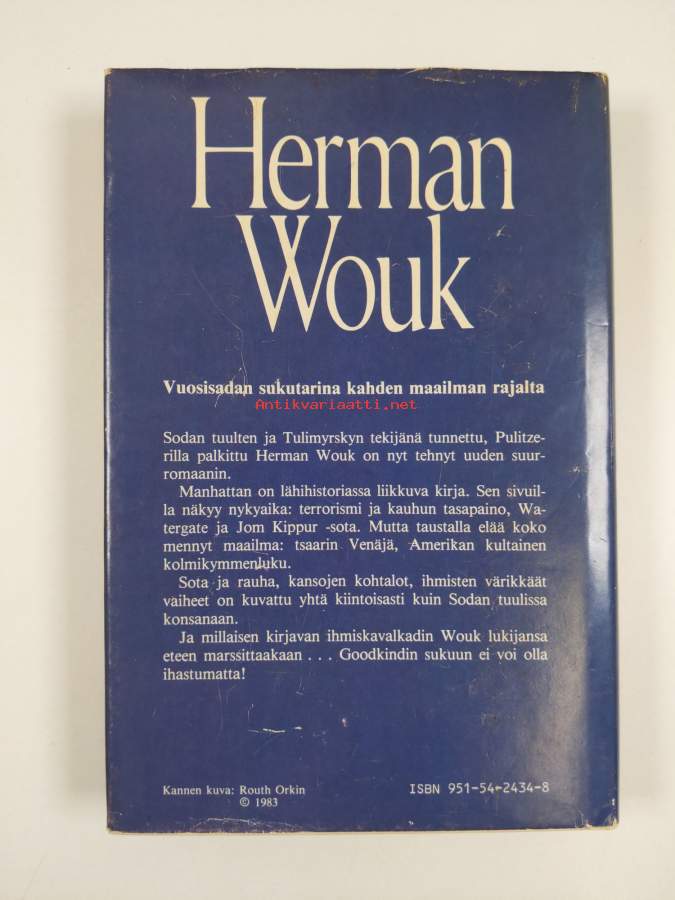 Herman
Wouk
Vuosisadan sukutarina kahden maailman rajalta
Antikvariaatti.net
Sodan tuulten ja Tulimyrskyn tekijänä tunnettu, Pulitze-
rilla palkittu Herman Wouk on nyt tehnyt uuden suur-
romaanin.
Manhattan on lähihistoriassa liikkuva kirja. Sen sivuil-
la näkyy nykyaika: terrorismi ja kauhun tasapaino, Wa-
tergate ja Jom Kippur -sota. Mutta taustalla elää koko
mennyt maailma: tsaarin Venäjä, Amerikan kultainen
kolmikymmenluku.
Sota ja rauha, kansojen kohtalot, ihmisten värikkäät
vaiheet on kuvattu yhtä kiintoisasti kuin Sodan tuulissa
konsanaan.
Ja millaisen kirjavan ihmiskavalkadin Wouk lukijansa
eteen marssittaakaan . . . Goodkindin sukuun ei voi olla
ihastumatta!
Kannen kuva: Routh Orkin
© 1983
ISBN 951-54-2434-8